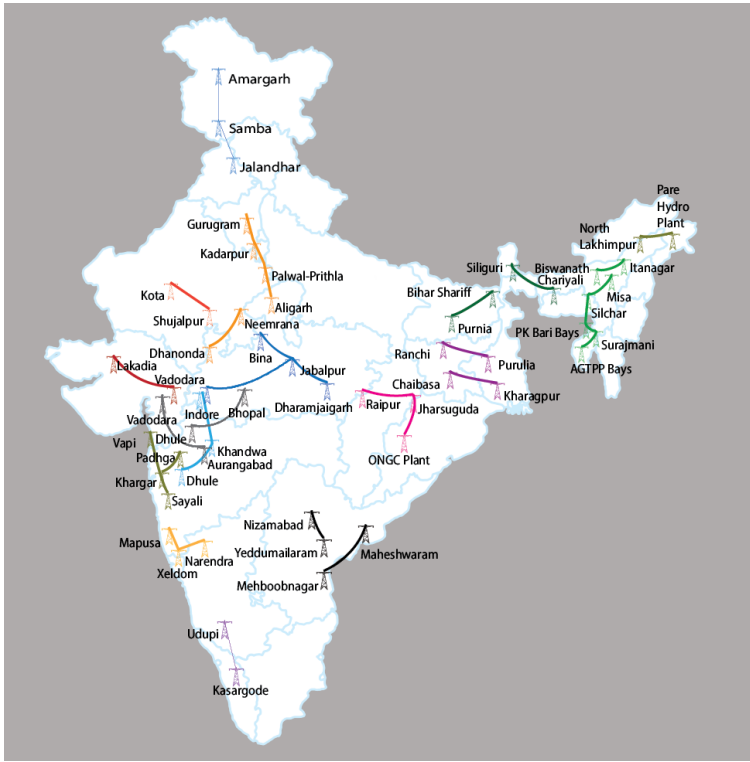 Amargarh
Samba
Jalandhar
Pare
Hydro
Plant
Gurugram
North
Lakhimpur
Kadarpur
Siliguri
Biswanath
Chariyali
Itanagar
Palwal-Prithla
Bihar Shariff
Misa
Kota
Aligarh
Silchar
Shujalpur
Neemrana
Purnia
PK Bari Bays
Surajmani
Dhanonda
Bina
Ranchi
Lakadia
Jabalpur
Purulia
AGTPP Bays
Vadodara
Chaibasa
Kharagpur
Dharamjaigarh
Raipur
Jharsuguda
Vadodara
Indore
Bhopal
Vapi
Dhule
Khandwa
Padhga
Aurangabad
ONGC Plant
Khargar
Dhule
Sayali
Nizamabad
Mapusa
Yeddumailaram
Maheshwaram
Narendra
Xeldom
Mehboobnagar
Udupi
Kasargode